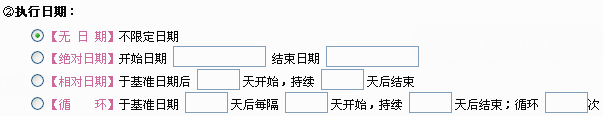 ②执行日期：
【无 日 期】不限定日期
【绝对日期】开始日期 结束日期
【相对日期】于基准日期后 天开始，持续 天后结束
【循 环】于基准日期 天后每隔 天开始，持续 天后结束；循环 次